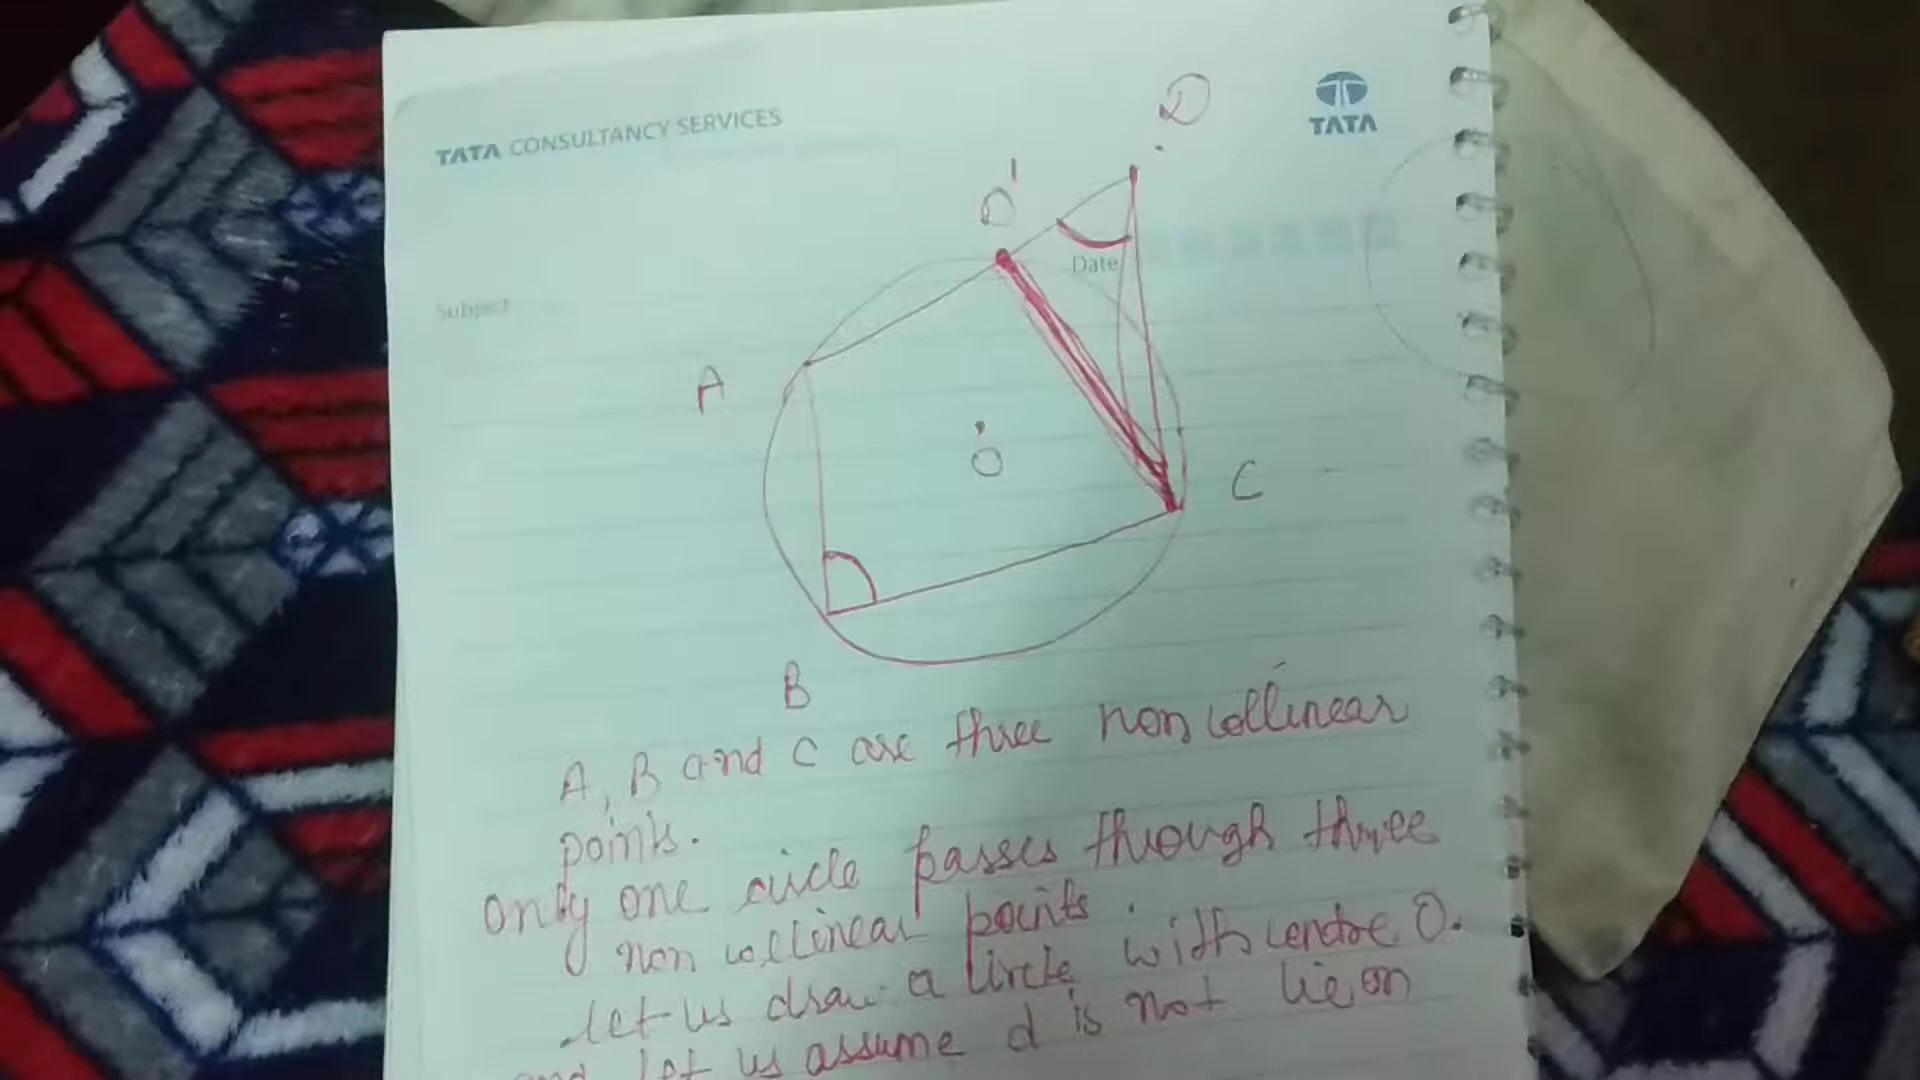 TATA CONSULTANCY SERVICES
TATA
D
D'
Date
Subject
A
O
C
B
A, B and C are three non collinear
points.
only one circle passes through three
non collinear points.
let us draw a circle with centre O.
and let us assume d is not lie on